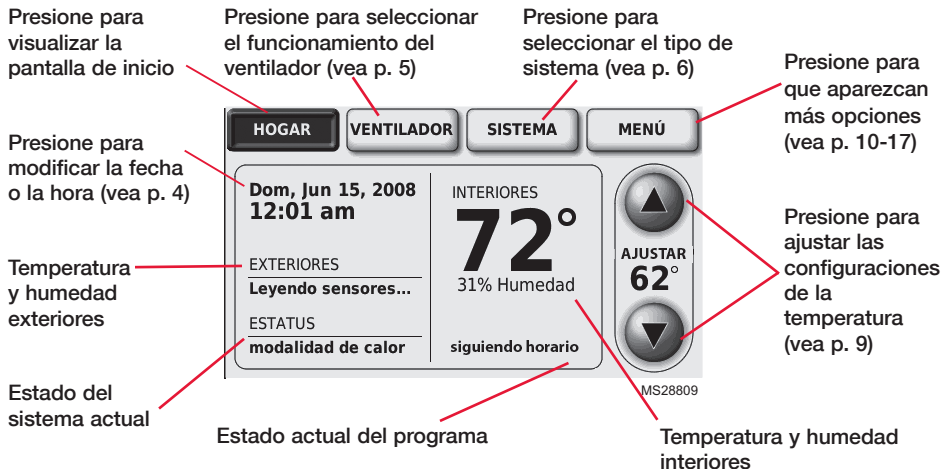 Presione para
visualizar la
pantalla de inicio
Presione para seleccionar
el funcionamiento del
ventilador (vea p. 5)
Presione para
seleccionar el tipo de
sistema (vea p. 6)
Presione para
que aparezcan
más opciones
(vea p. 10-17)
HOGAR
VENTILADOR
SISTEMA
MENÚ
Presione para
modificar la fecha
o la hora (vea p. 4)
Dom, Jun 15, 2008
12:01 am
INTERIORES
72°
31% Humedad
AJUSTAR
62°
Presione para
ajustar las
configuraciones
de la
temperatura
(vea p. 9)
Temperatura
y humedad
exteriores
EXTERIORES
Leyendo sensores...
ESTATUS
modalidad de calor
siguiendo horario
MS28809
Estado del
sistema actual
Estado actual del programa
Temperatura y humedad
interiores